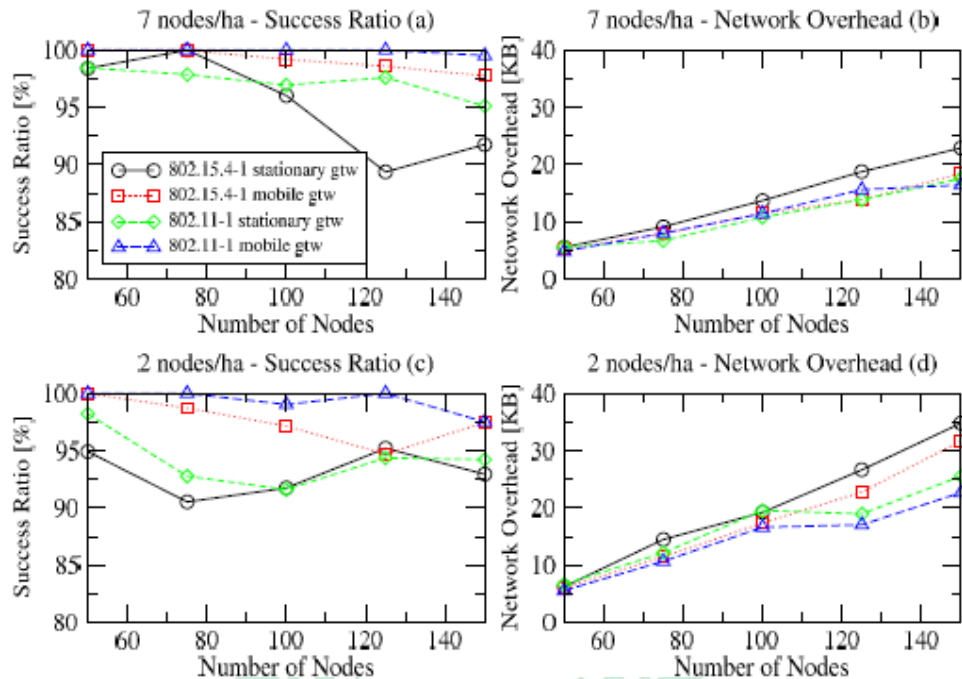 7 nodes/ha - Success Ratio (a)
100
95
90
85
80
Success Ratio [%]
802.15.4-1 stationary gtw
802.15.4-1 mobile gtw
802.11-1 stationary gtw
802.11-1 mobile gtw
60 80 100 120 140
Number of Nodes
7 nodes/ha - Network Overhead (b)
40
30
20
10
0
Netowork Overhead [KB]
60 80 100 120 140
Number of Nodes
2 nodes/ha - Success Ratio (c)
100
95
90
85
80
Success Ratio [%]
60 80 100 120 140
Number of Nodes
2 nodes/ha - Network Overhead (d)
40
30
20
10
0
Network Overhead [KB]
60 80 100 120 140
Number of Nodes